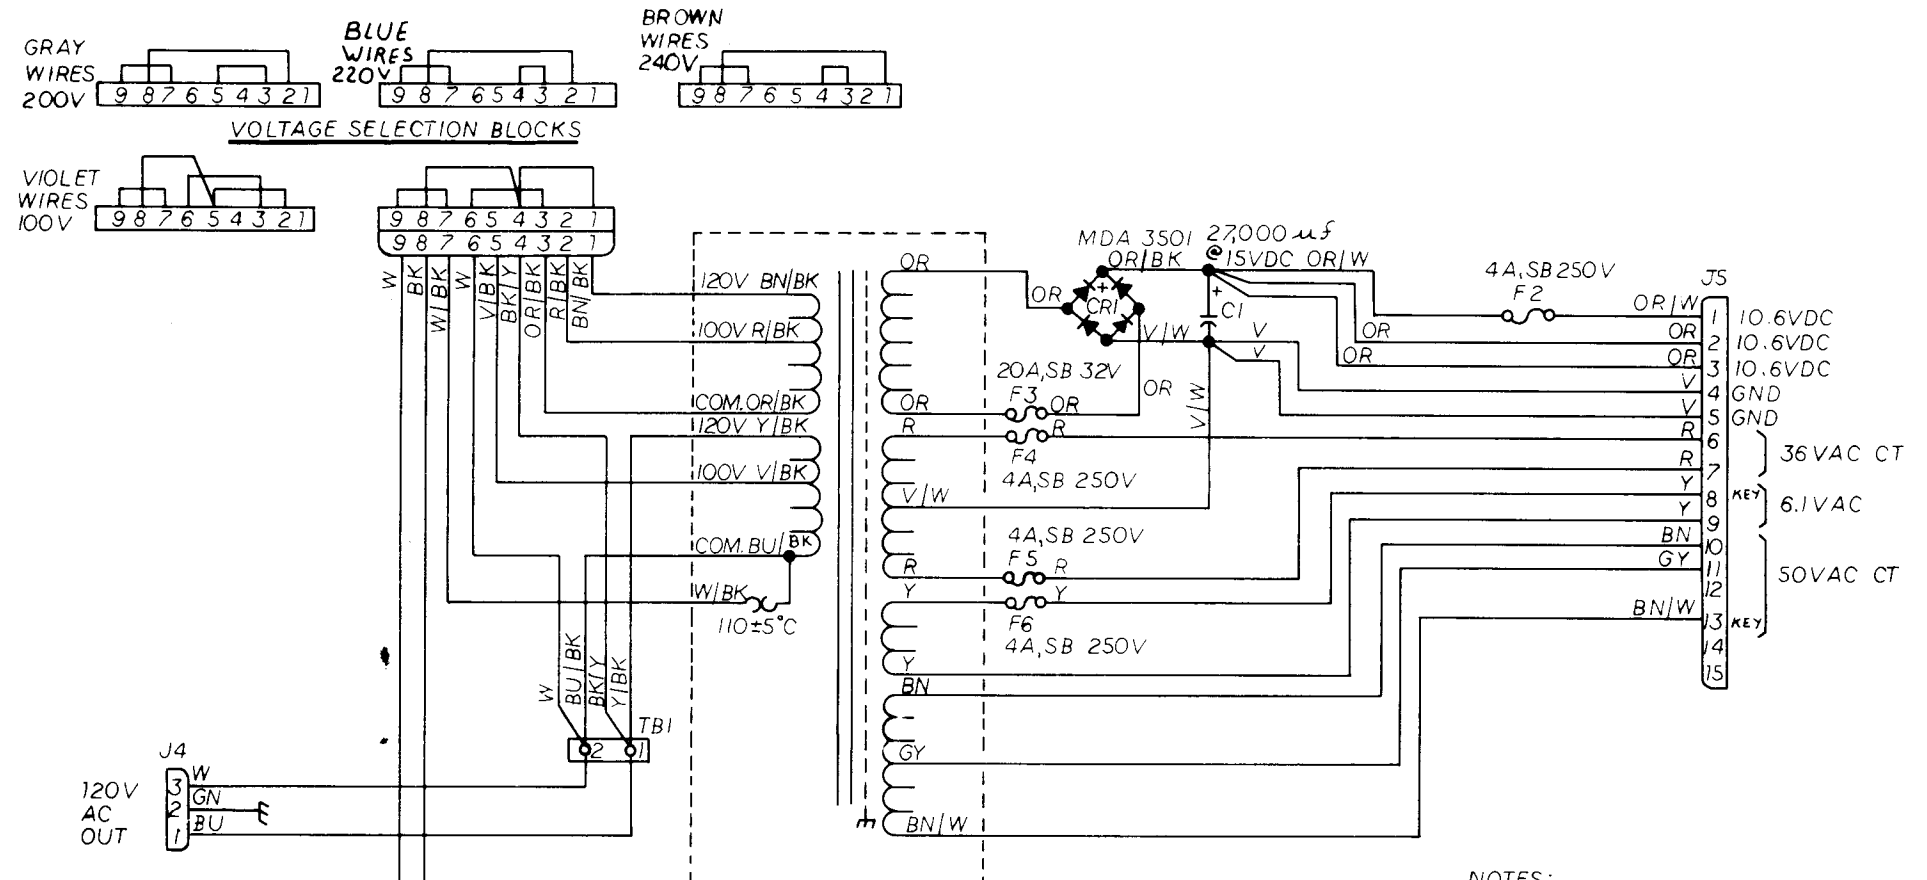 GRAY
WIRES
200V
9 8 7 6 5 4 3 2 1
BLUE
WIRES
220V
9 8 7 6 5 4 3 2 1
BROWN
WIRES
240V
9 8 7 6 5 4 3 2 1
VOLTAGE SELECTION BLOCKS
VIOLET
WIRES
100V
9 8 7 6 5 4 3 2 1
9 8 7 6 5 4 3 2 1
9 8 7 6 5 4 3 2 1
W
BK
W/BK
W
V/BK
BK/Y
OR/BK
R/BK
BN/BK
120V BN/BK
100V R/BK
COM. OR/BK
120V Y/BK
100V V/BK
COM. BU/BK
W/BK
110±5°C
W
BU/BK
BK/Y
Y/BK
TB1
2 1
J4
120V
AC
OUT
3 W
2 GN
1 BU
OR
OR
R
V/W
R
Y
Y
BN
GY
BN/W
MDA 3501
OR/BK
OR
+
CR1
V/W
27,000 uf
@15VDC OR/W
+
C1
V
V
OR
V/W
20A,SB 32V
F3
OR
R
F4
4A,SB 250V
4A,SB 250V
F5
R
Y
F6
4A,SB 250V
4A,SB 250V
F2
OR
OR
J5
OR/W 1 10.6VDC
OR 2 10.6VDC
OR 3 10.6VDC
V 4 GND
V 5 GND
R 6
R 7
36VAC CT
Y 8 KEY
Y 9
6.1VAC
BN 10
GY 11
12
BN/W 13 KEY
50VAC CT
14
15
NOTES: